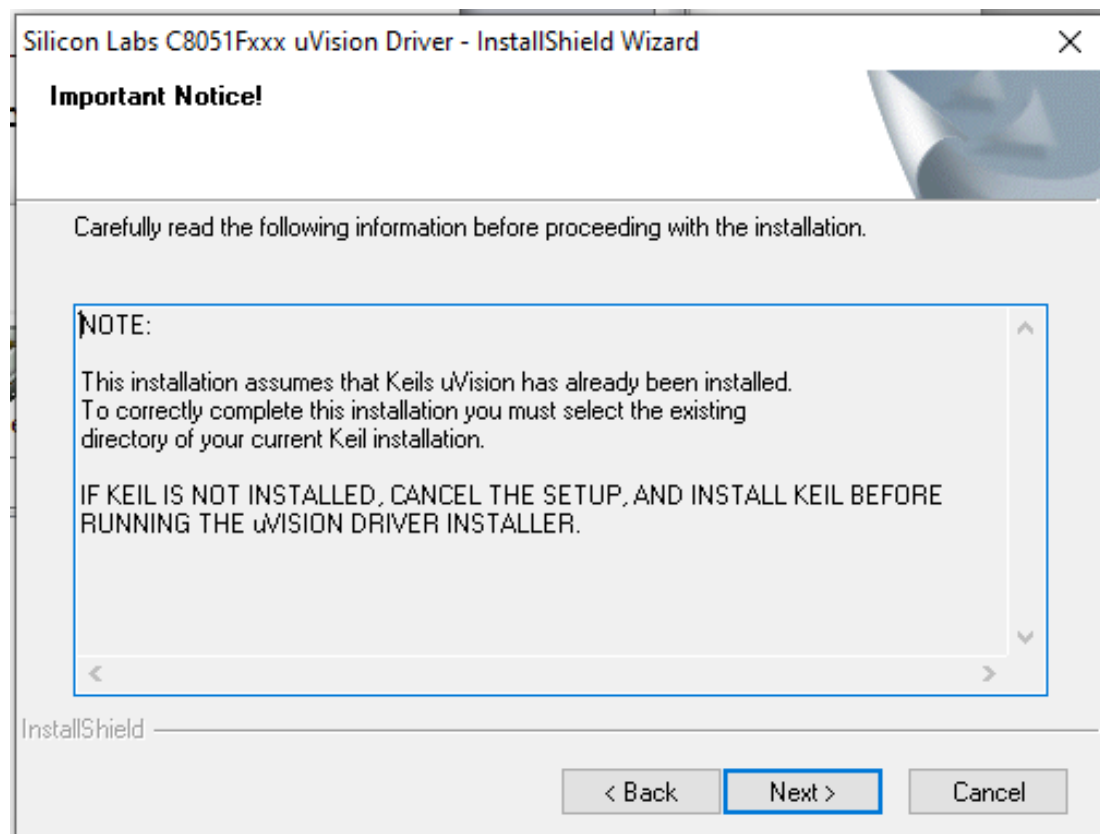 Silicon Labs C8051Fxxx uVision Driver - InstallShield Wizard
Important Notice!
Carefully read the following information before proceeding with the installation.
NOTE:
This installation assumes that Keils uVision has already been installed.
To correctly complete this installation you must select the existing
directory of your current Keil installation.
IF KEIL IS NOT INSTALLED, CANCEL THE SETUP, AND INSTALL KEIL BEFORE
RUNNING THE uVISION DRIVER INSTALLER.
InstallShield
< Back
Next >
Cancel